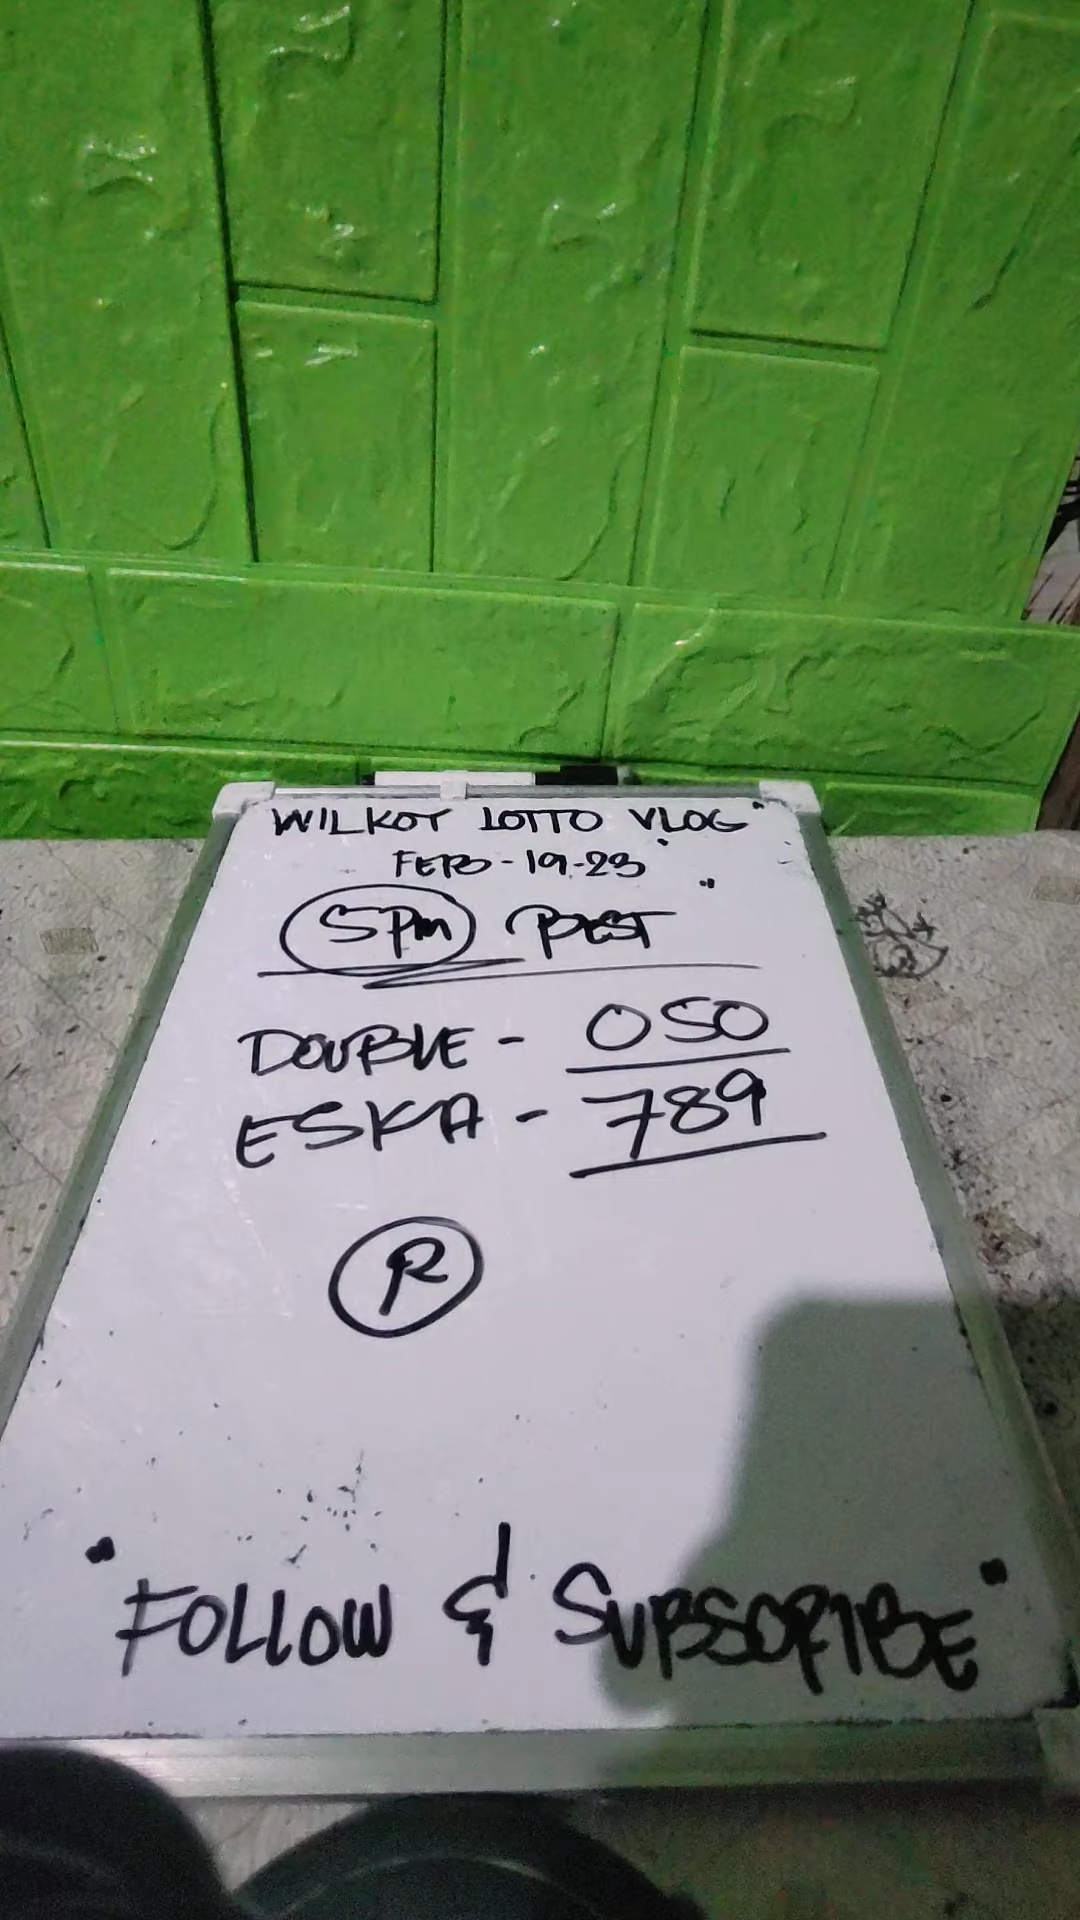 WILKOT LOTTO VLOG"
FEB-19-23"
5pm BEST
DOUBLE - 050
ESKA - 789
R
"FOLLOW & SUBSCRIBE"